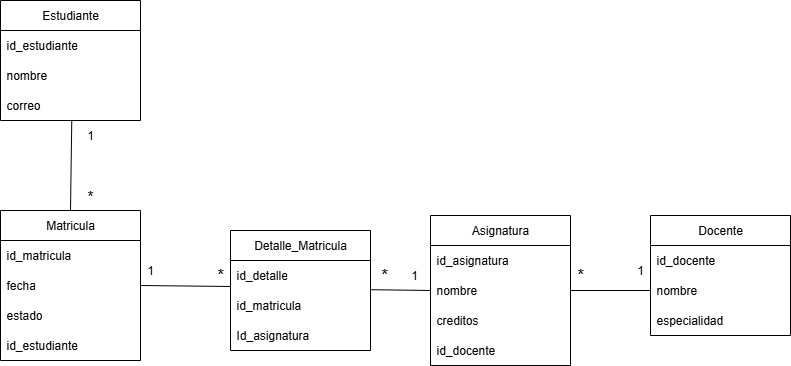 Estudiante
id_estudiante
nombre
correo
1
*
Matricula
id_matricula
fecha
estado
id_estudiante
1
*
Detalle_Matricula
id_detalle
id_matricula
Id_asignatura
*
1
Asignatura
id_asignatura
nombre
creditos
id_docente
*
1
Docente
id_docente
nombre
especialidad